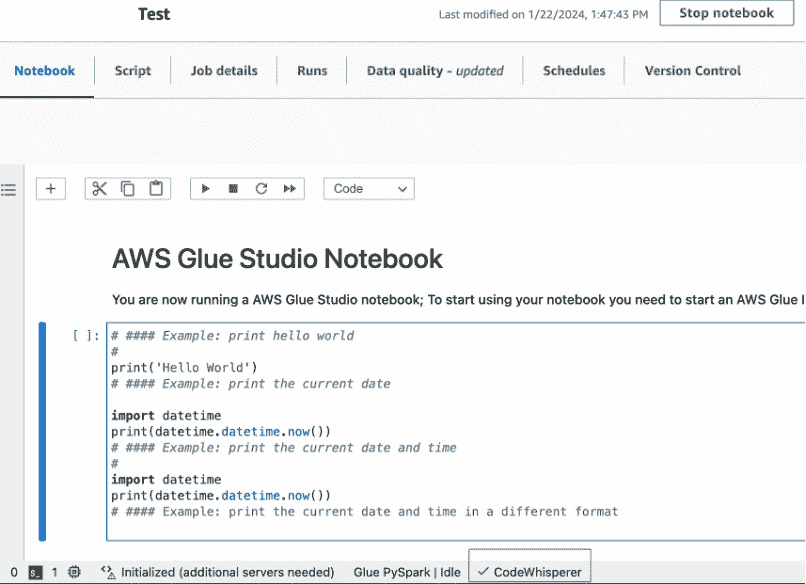 Test
Last modified on 1/22/2024, 1:47:43 PM
Stop notebook
Notebook
Script
Job details
Runs
Data quality - updated
Schedules
Version Control
Code
AWS Glue Studio Notebook
You are now running a AWS Glue Studio notebook; To start using your notebook you need to start an AWS Glue I
[ ]:
# #### Example: print hello world
#
print('Hello World')
# #### Example: print the current date
import datetime
print(datetime.datetime.now())
# #### Example: print the current date and time
#
import datetime
print(datetime.datetime.now())
# #### Example: print the current date and time in a different format
0
1
Initialized (additional servers needed)
Glue PySpark | Idle
CodeWhisperer